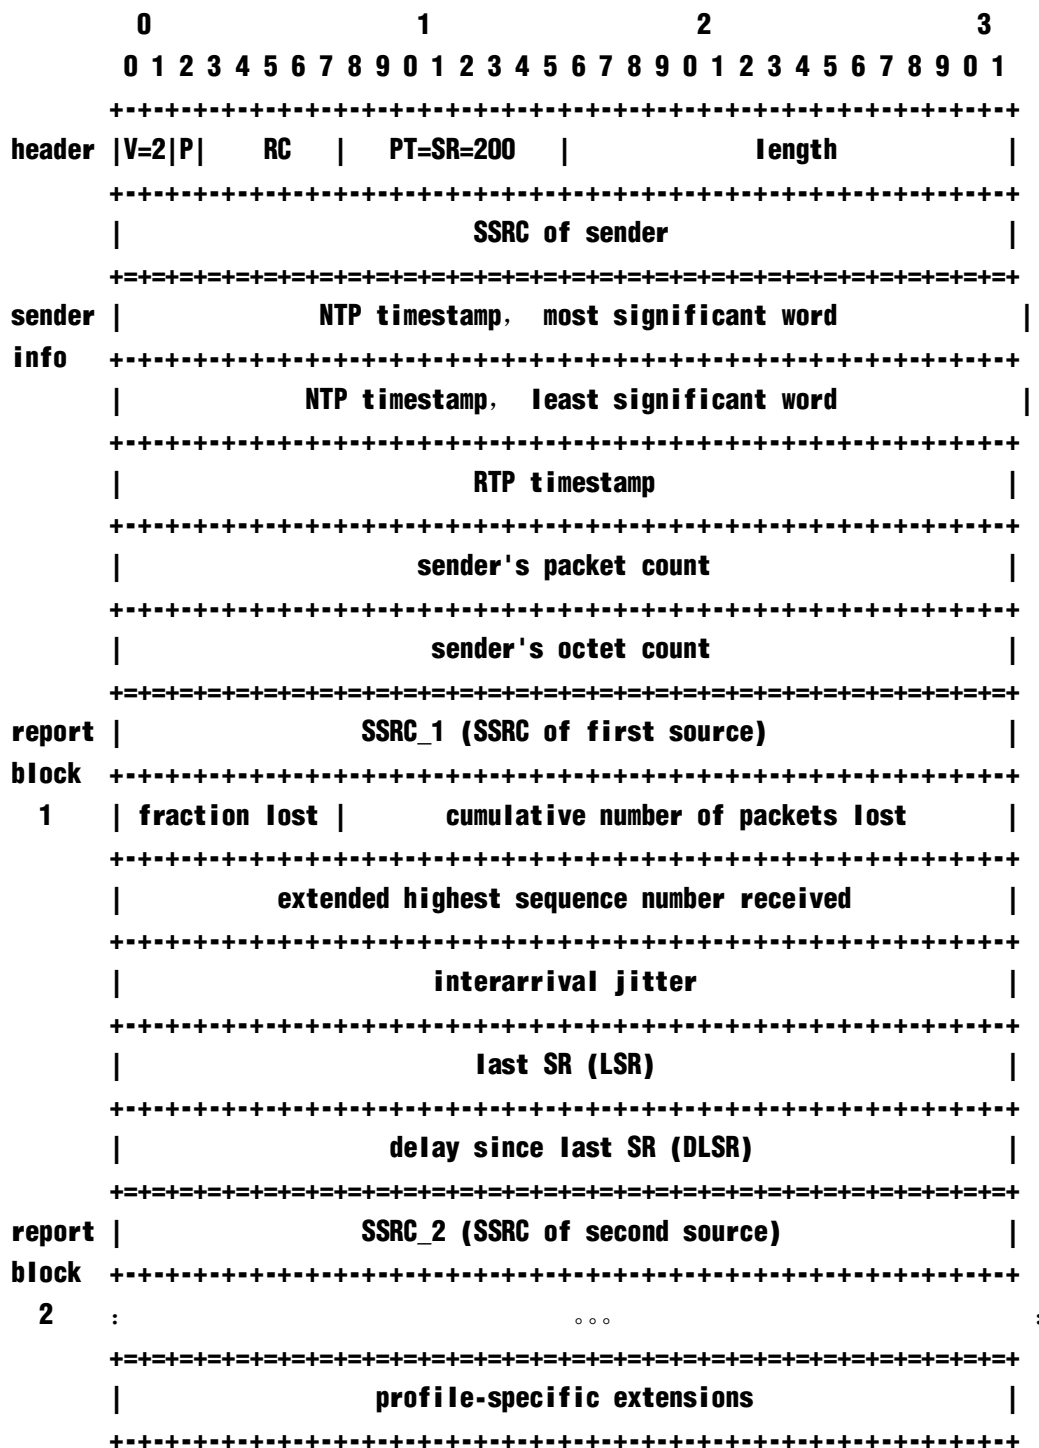 0                   1                   2                   3
0 1 2 3 4 5 6 7 8 9 0 1 2 3 4 5 6 7 8 9 0 1 2 3 4 5 6 7 8 9 0 1
+-+-+-+-+-+-+-+-+-+-+-+-+-+-+-+-+-+-+-+-+-+-+-+-+-+-+-+-+-+-+-+-+
header |V=2|P|    RC   |   PT=SR=200   |             length            |
+-+-+-+-+-+-+-+-+-+-+-+-+-+-+-+-+-+-+-+-+-+-+-+-+-+-+-+-+-+-+-+-+
|                         SSRC of sender                        |
+=+=+=+=+=+=+=+=+=+=+=+=+=+=+=+=+=+=+=+=+=+=+=+=+=+=+=+=+=+=+=+=+
sender |              NTP timestamp， most significant word             |
info   +-+-+-+-+-+-+-+-+-+-+-+-+-+-+-+-+-+-+-+-+-+-+-+-+-+-+-+-+-+-+-+-+
|             NTP timestamp， least significant word             |
+-+-+-+-+-+-+-+-+-+-+-+-+-+-+-+-+-+-+-+-+-+-+-+-+-+-+-+-+-+-+-+-+
|                         RTP timestamp                         |
+-+-+-+-+-+-+-+-+-+-+-+-+-+-+-+-+-+-+-+-+-+-+-+-+-+-+-+-+-+-+-+-+
|                     sender's packet count                     |
+-+-+-+-+-+-+-+-+-+-+-+-+-+-+-+-+-+-+-+-+-+-+-+-+-+-+-+-+-+-+-+-+
|                      sender's octet count                     |
+=+=+=+=+=+=+=+=+=+=+=+=+=+=+=+=+=+=+=+=+=+=+=+=+=+=+=+=+=+=+=+=+
report |                 SSRC_1 (SSRC of first source)                 |
block  +-+-+-+-+-+-+-+-+-+-+-+-+-+-+-+-+-+-+-+-+-+-+-+-+-+-+-+-+-+-+-+-+
1    | fraction lost |       cumulative number of packets lost       |
+-+-+-+-+-+-+-+-+-+-+-+-+-+-+-+-+-+-+-+-+-+-+-+-+-+-+-+-+-+-+-+-+
|           extended highest sequence number received           |
+-+-+-+-+-+-+-+-+-+-+-+-+-+-+-+-+-+-+-+-+-+-+-+-+-+-+-+-+-+-+-+-+
|                      interarrival jitter                      |
+-+-+-+-+-+-+-+-+-+-+-+-+-+-+-+-+-+-+-+-+-+-+-+-+-+-+-+-+-+-+-+-+
|                         last SR (LSR)                         |
+-+-+-+-+-+-+-+-+-+-+-+-+-+-+-+-+-+-+-+-+-+-+-+-+-+-+-+-+-+-+-+-+
|                   delay since last SR (DLSR)                  |
+=+=+=+=+=+=+=+=+=+=+=+=+=+=+=+=+=+=+=+=+=+=+=+=+=+=+=+=+=+=+=+=+
report |                 SSRC_2 (SSRC of second source)                |
block  +-+-+-+-+-+-+-+-+-+-+-+-+-+-+-+-+-+-+-+-+-+-+-+-+-+-+-+-+-+-+-+-+
2    ：                               。。。                              ：
+=+=+=+=+=+=+=+=+=+=+=+=+=+=+=+=+=+=+=+=+=+=+=+=+=+=+=+=+=+=+=+=+
|                  profile-specific extensions                  |
+-+-+-+-+-+-+-+-+-+-+-+-+-+-+-+-+-+-+-+-+-+-+-+-+-+-+-+-+-+-+-+-+